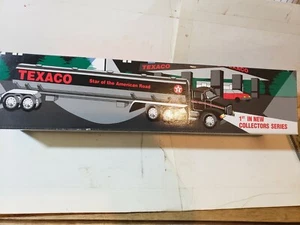 TEXACO
TEXACO
Star of the American Road
1st IN NEW
COLLECTORS SERIES